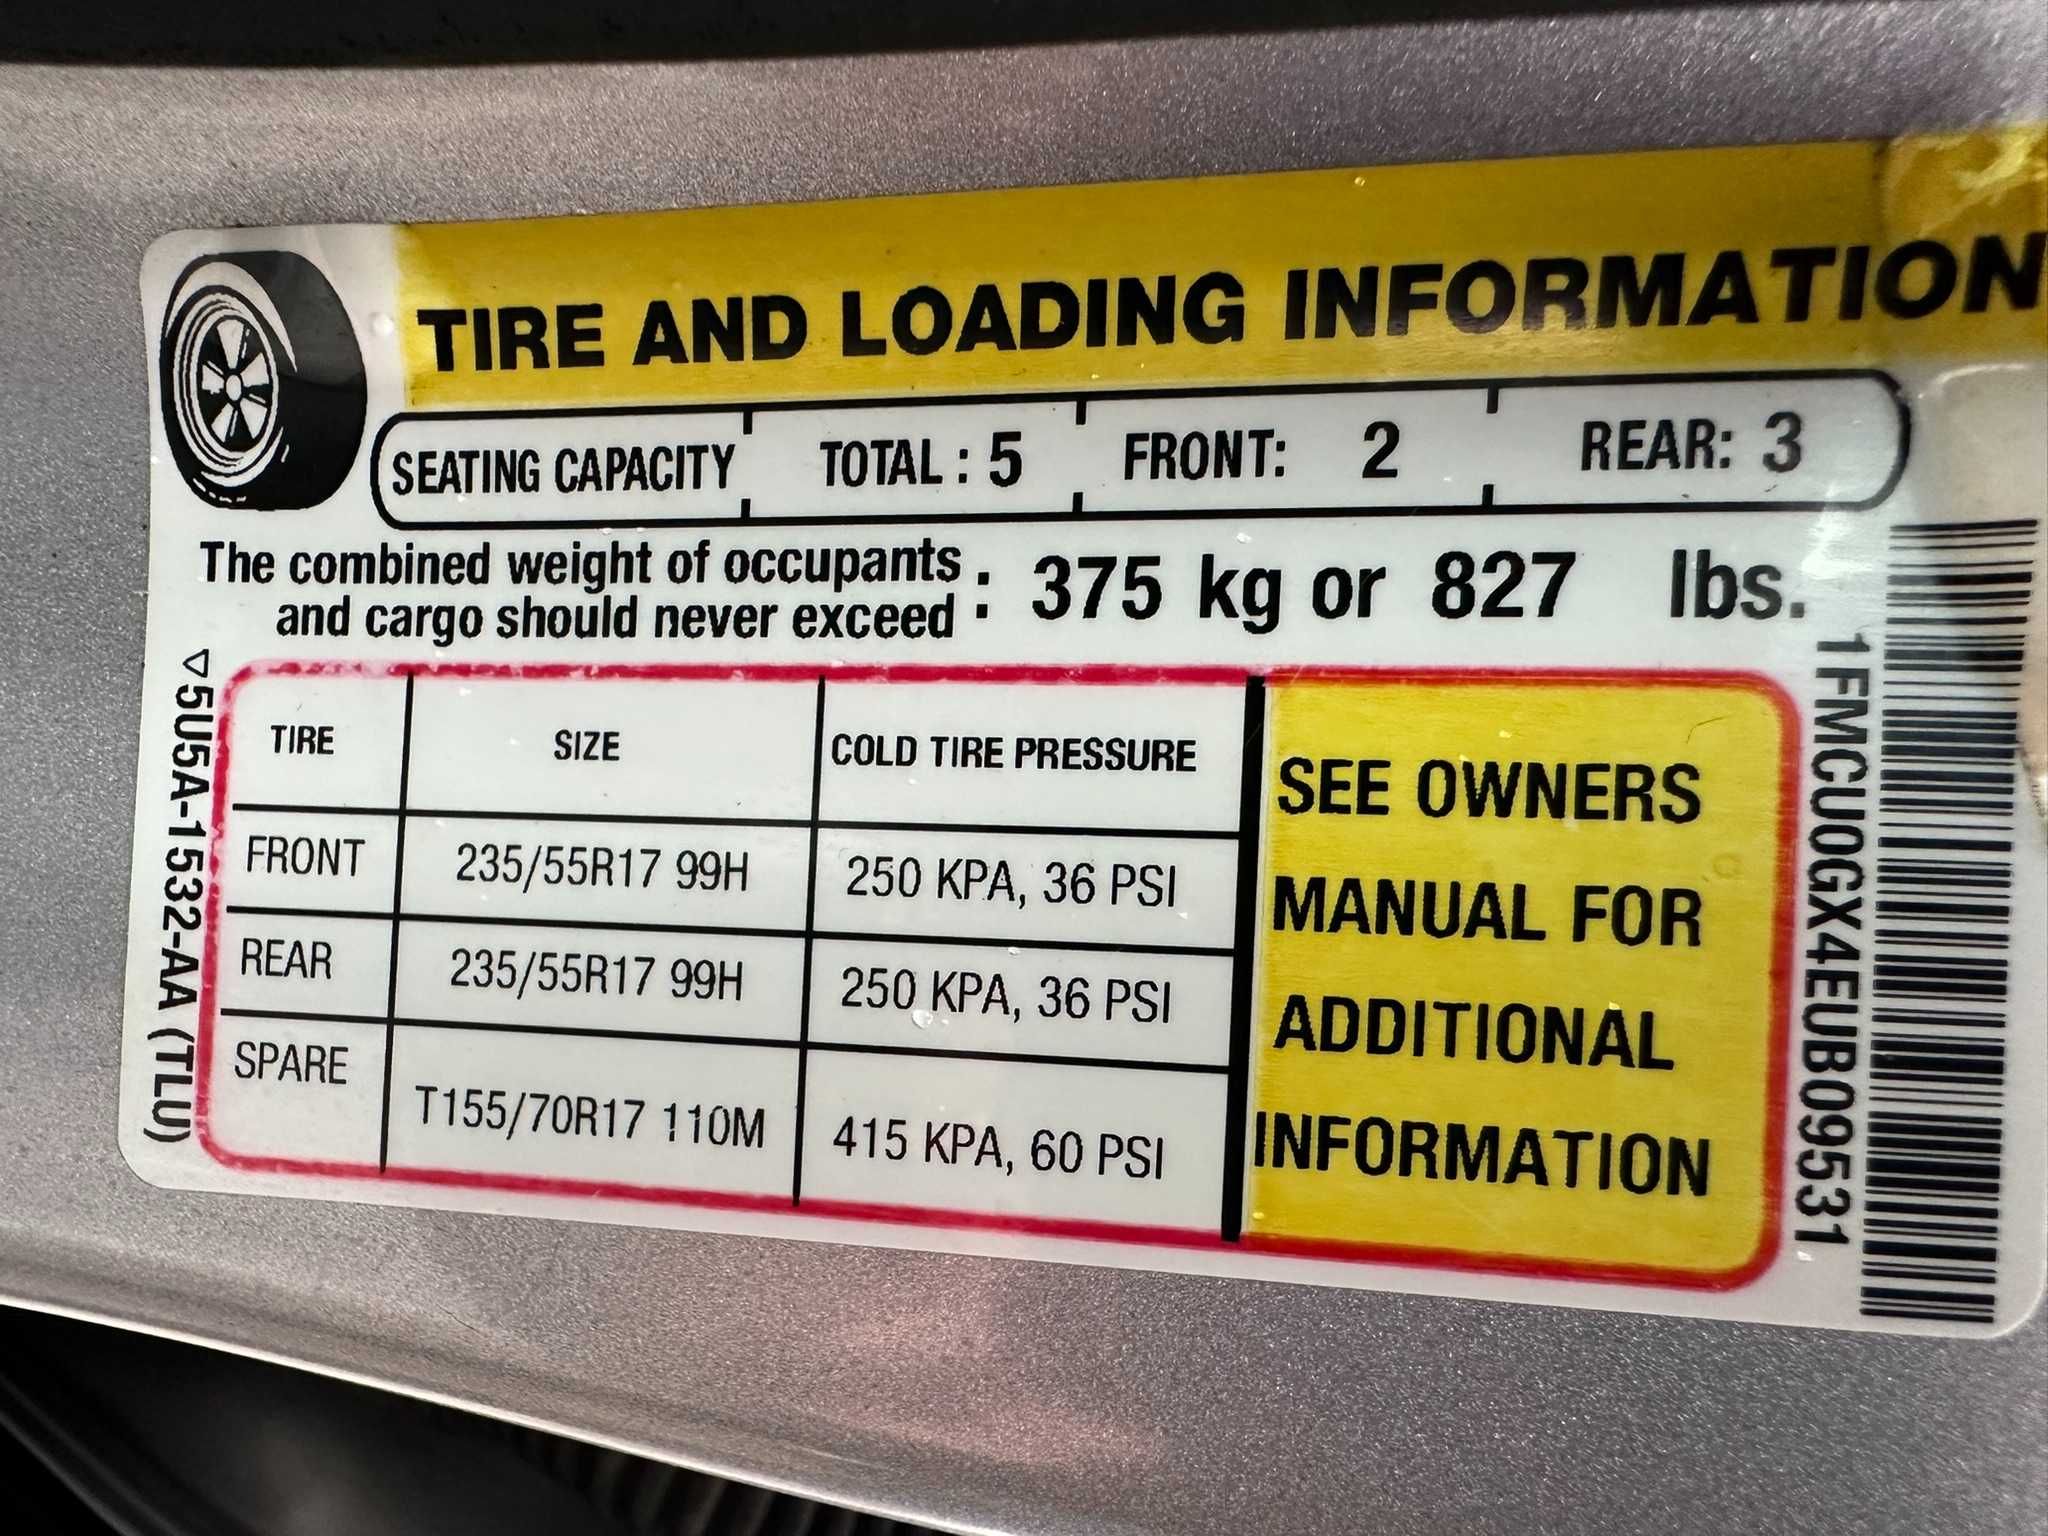 TIRE AND LOADING INFORMATION
SEATING CAPACITY TOTAL : 5 FRONT: 2 REAR: 3
The combined weight of occupants
and cargo should never exceed : 375 kg or 827 lbs.
TIRE SIZE COLD TIRE PRESSURE
FRONT 235/55R17 99H 250 KPA, 36 PSI
REAR 235/55R17 99H 250 KPA, 36 PSI
SPARE T155/70R17 110M 415 KPA, 60 PSI
SEE OWNERS
MANUAL FOR
ADDITIONAL
INFORMATION
5U5A-1532-AA (TLU)
1FMCU0GX4EUB09531